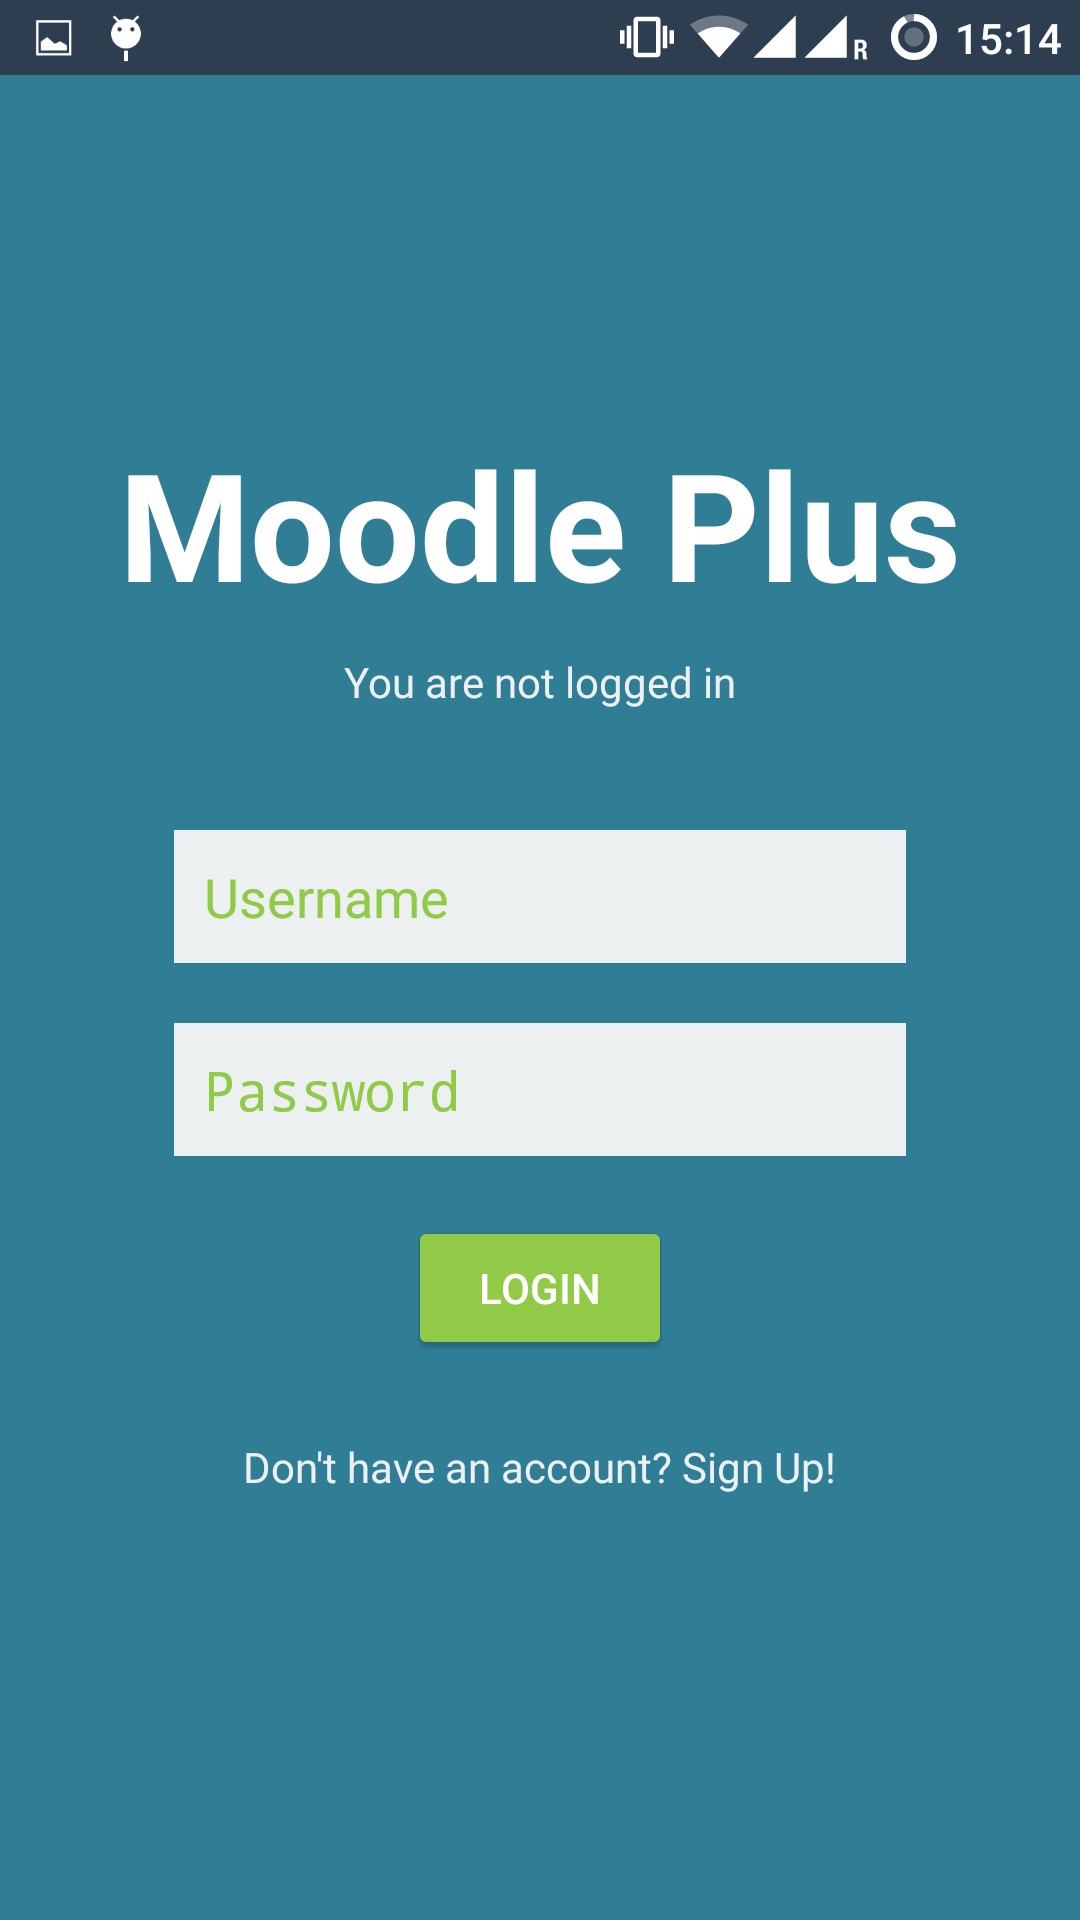 R 15:14
Moodle Plus
You are not logged in
Username
Password
LOGIN
Don't have an account? Sign Up!